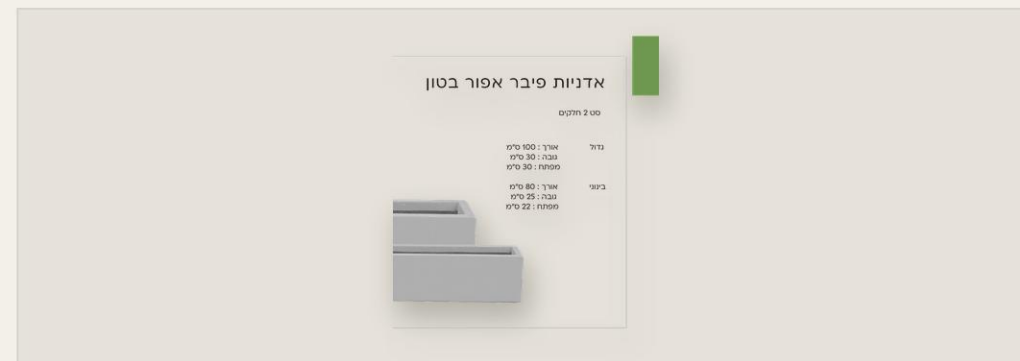 אדניות פיבר אפור בטון
סט 2 חלקים
גדול
אורך : 100 ס"מ
גובה : 30 ס"מ
מפתח : 30 ס"מ
בינוני
אורך : 80 ס"מ
גובה : 25 ס"מ
מפתח : 22 ס"מ